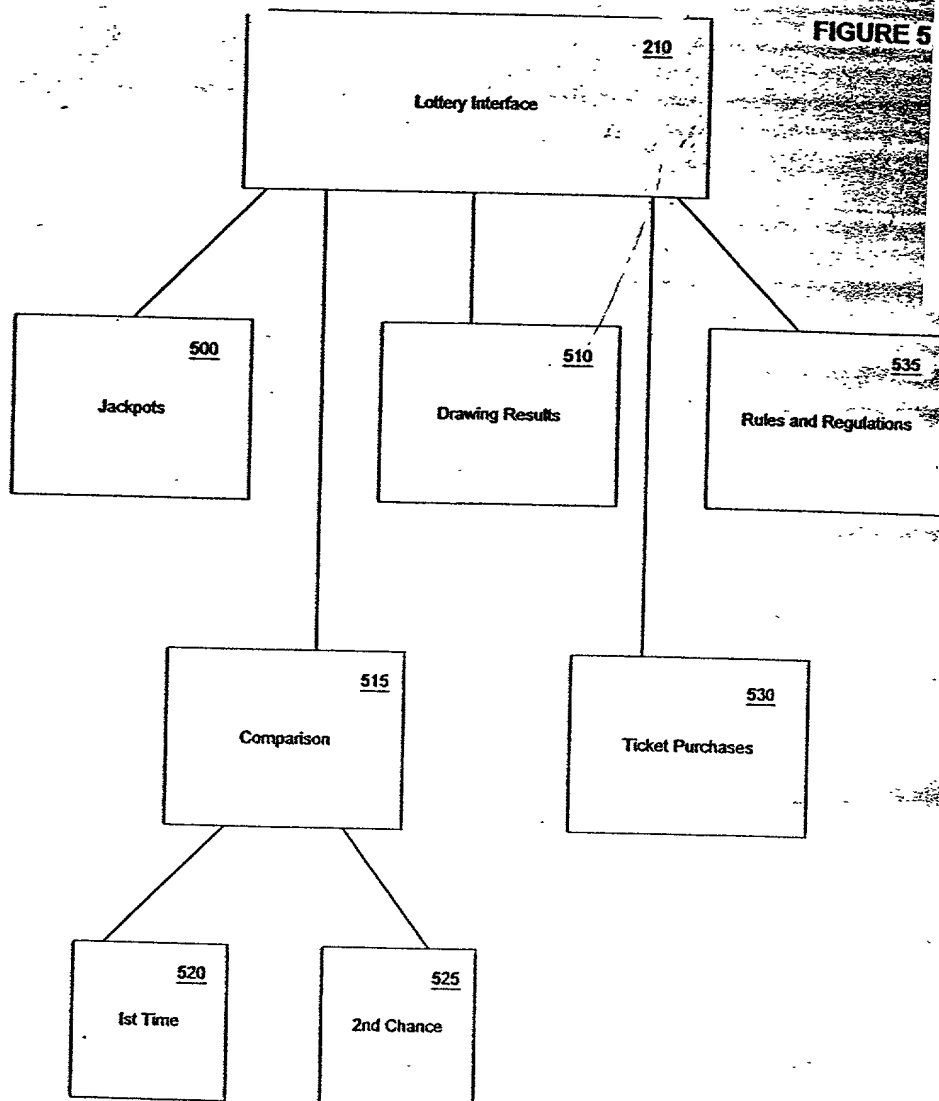 FIGURE 5
210
Lottery Interface
500
Jackpots
510
Drawing Results
535
Rules and Regulations
515
Comparison
530
Ticket Purchases
520
Ist Time
525
2nd Chance